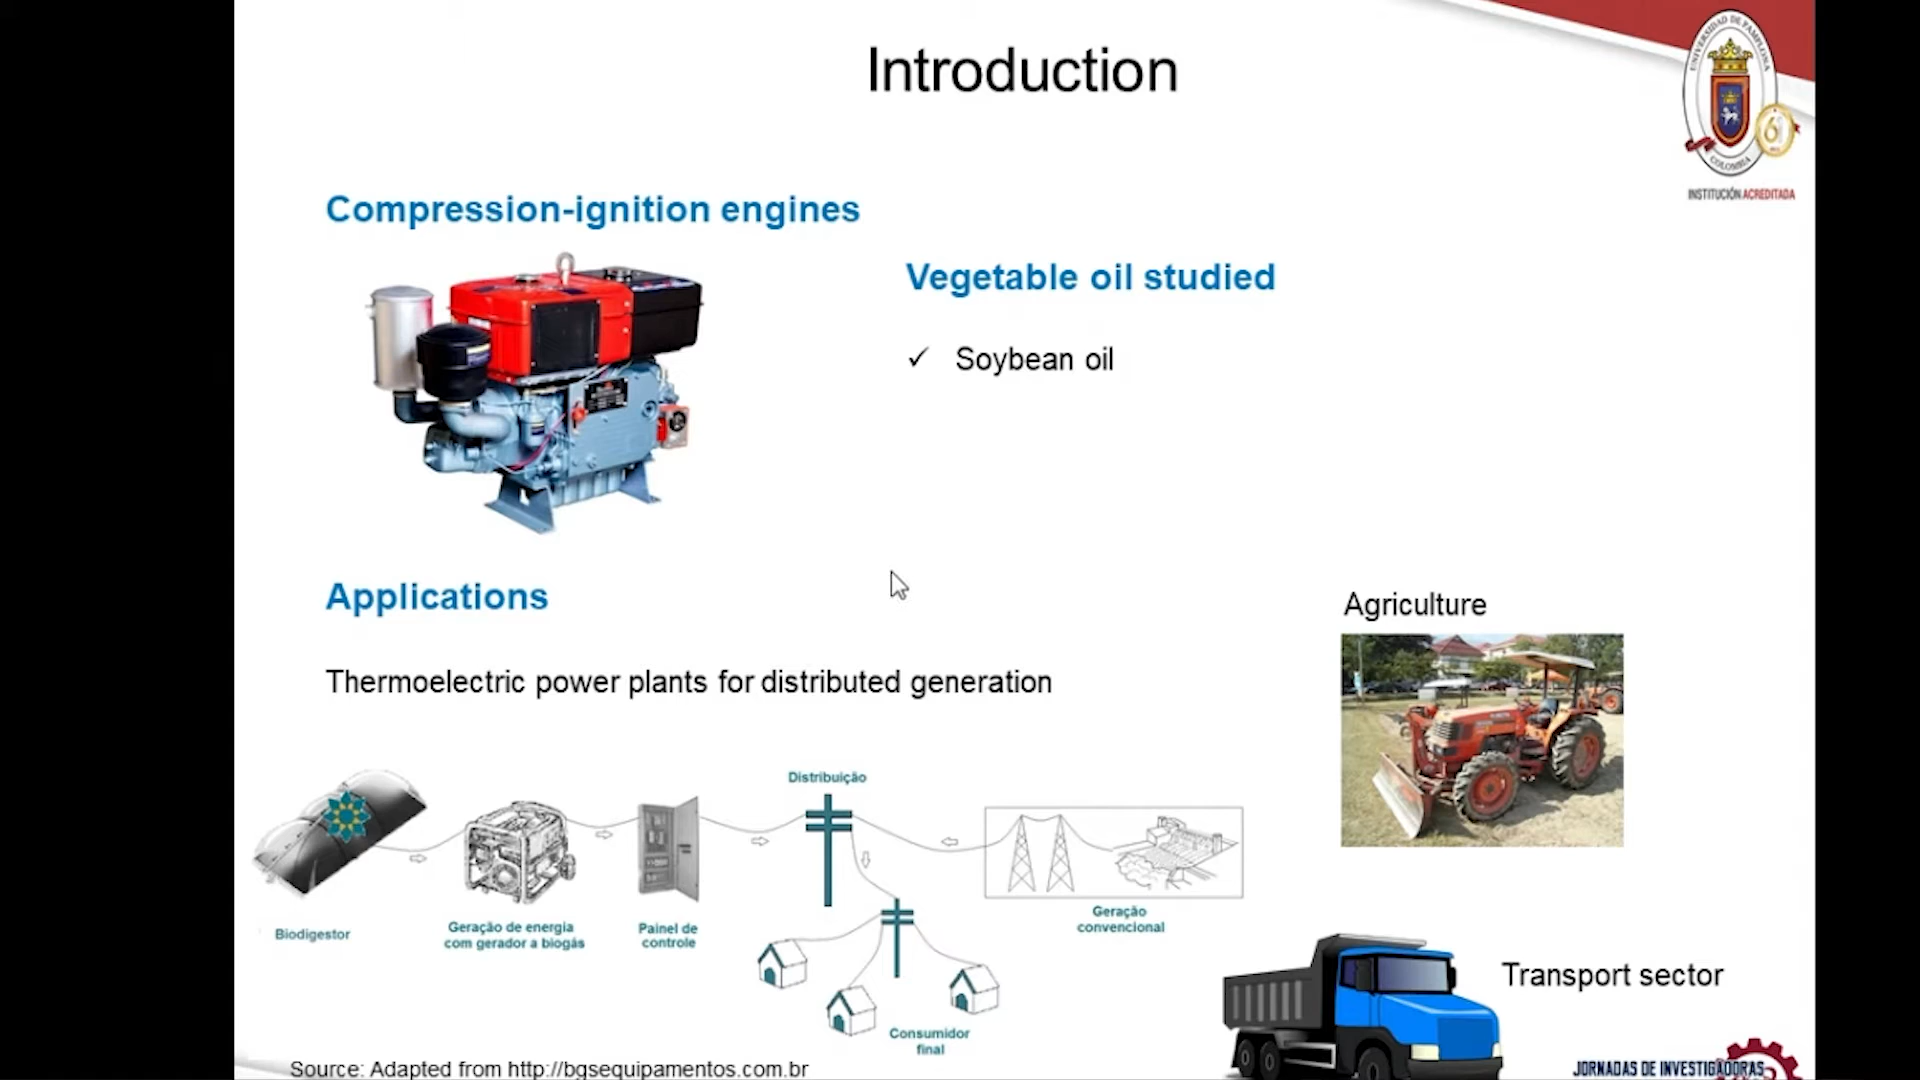 Introduction
UNIVERSIDAD DE PAMPLONA
COLOMBIA
INSTITUCIÓN ACREDITADA
Compression-ignition engines
Vegetable oil studied
✓ Soybean oil
Applications
Thermoelectric power plants for distributed generation
Agriculture
Distribuição
Biodigestor
Geração de energia
com gerador a biogás
Painel de
controle
Geração
convencional
Consumidor
final
Transport sector
Source: Adapted from http://bgsequipamentos.com.br
JORNADAS DE INVESTIGADORAS